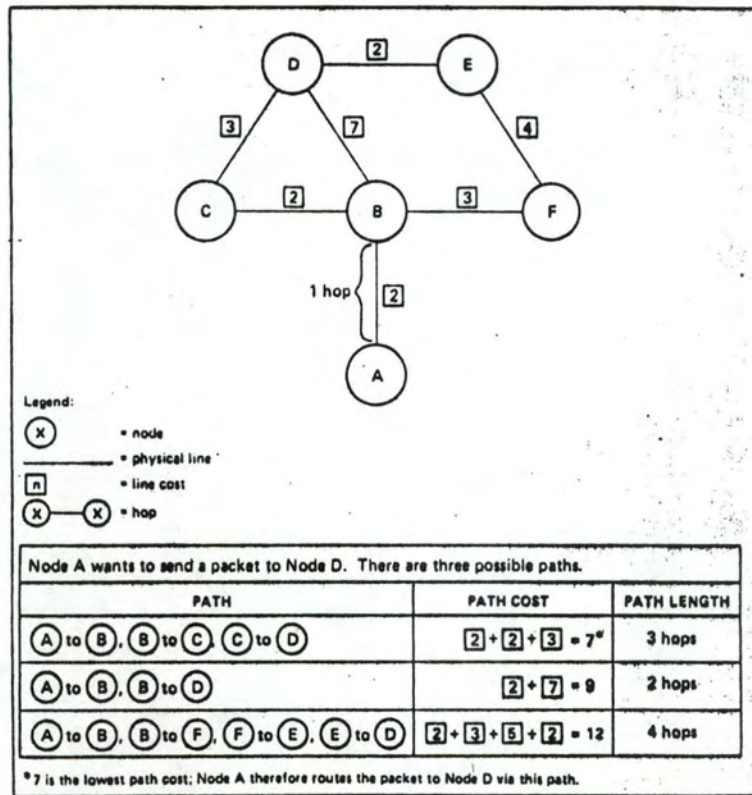 D 2 E
3 7 4
C 2 B 3 F
1 hop 2
A
Legend:
X = node
= physical line
n = line cost
X X = hop
Node A wants to send a packet to Node D. There are three possible paths.
PATH PATH COST PATH LENGTH
A to B, B to C, C to D 2 + 2 + 3 = 7* 3 hops
A to B, B to D 2 + 7 = 9 2 hops
A to B, B to F, F to E, E to D 2 + 3 + 5 + 2 = 12 4 hops
*7 is the lowest path cost; Node A therefore routes the packet to Node D via this path.